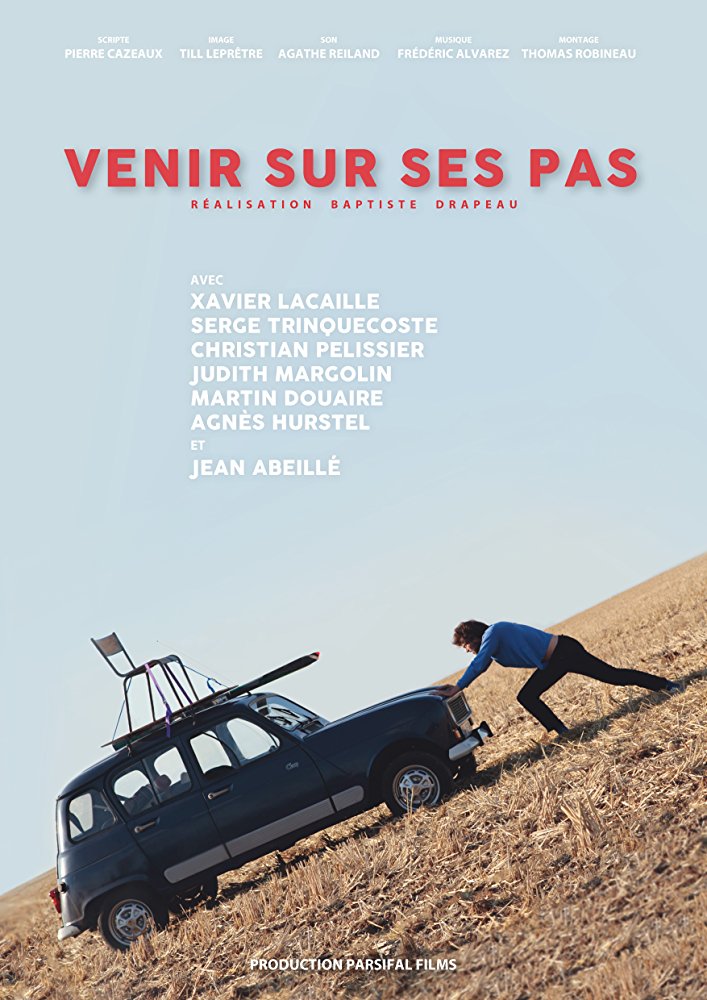 SCRIPTE IMAGE SON MUSIQUE MONTAGE
PIERRE CAZEAUX TILL LEPRÊTRE AGATHE REILAND FRÉDÉRIC ALVAREZ THOMAS ROBINEAU
VENIR SUR SES PAS
RÉALISATION BAPTISTE DRAPEAU
AVEC
XAVIER LACAILLE
SERGE TRINQUECOSTE
CHRISTIAN PELISSIER
JUDITH MARGOLIN
MARTIN DOUAIRE
AGNÈS HURSTEL
ET
JEAN ABEILLÉ
PRODUCTION PARSIFAL FILMS